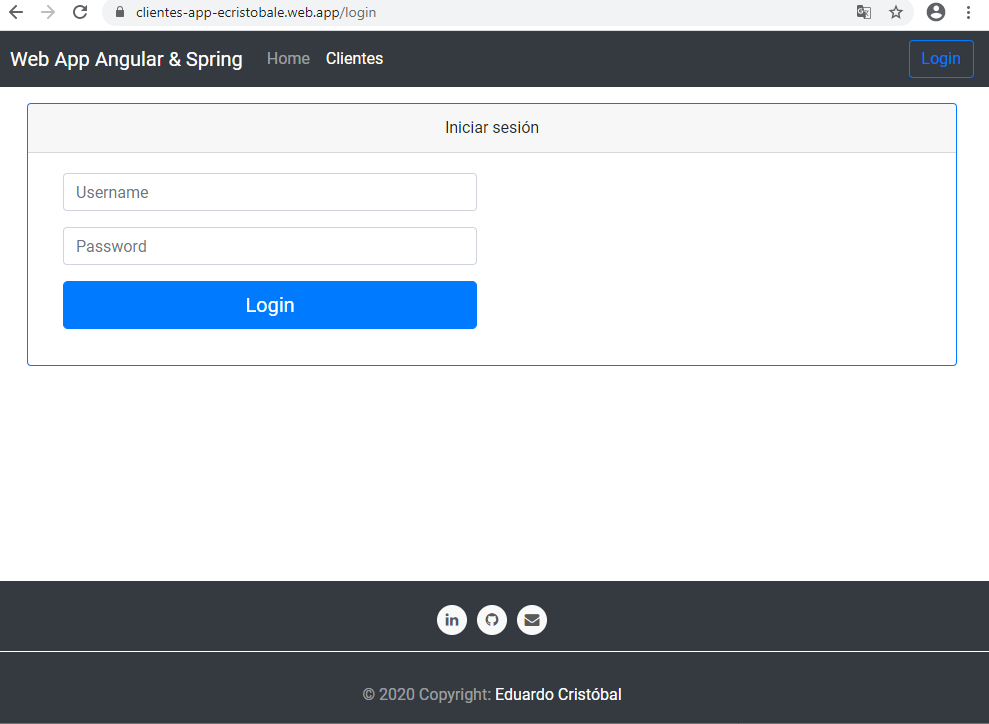 clientes-app-ecristobale.web.app/login
Web App Angular & Spring Home Clientes Login
Iniciar sesión
Username
Password
Login
in
© 2020 Copyright: Eduardo Cristóbal